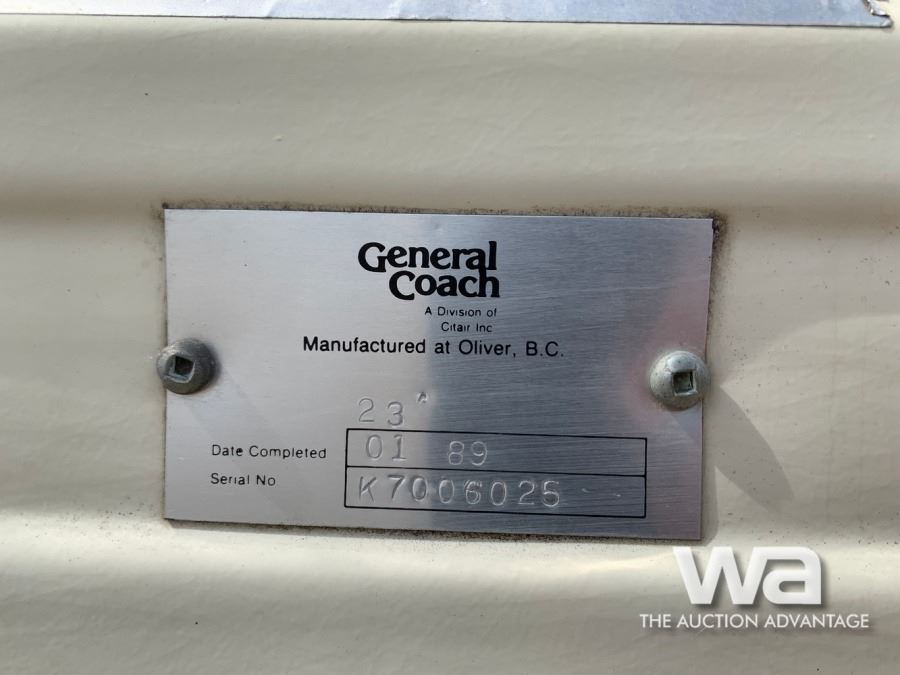 General
Coach
A Division of
Citair Inc
Manufactured at Oliver, B.C.
23"
Date Completed 01 89
Serial No K7006025
wa
THE AUCTION ADVANTAGE